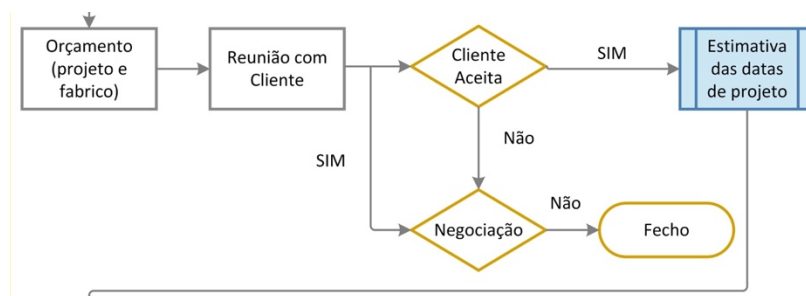 Orçamento
(projeto e
fabrico)
Reunião com
Cliente
Cliente
Aceita
SIM
Estimativa
das datas
de projeto
Não
SIM
Negociação
Não
Fecho